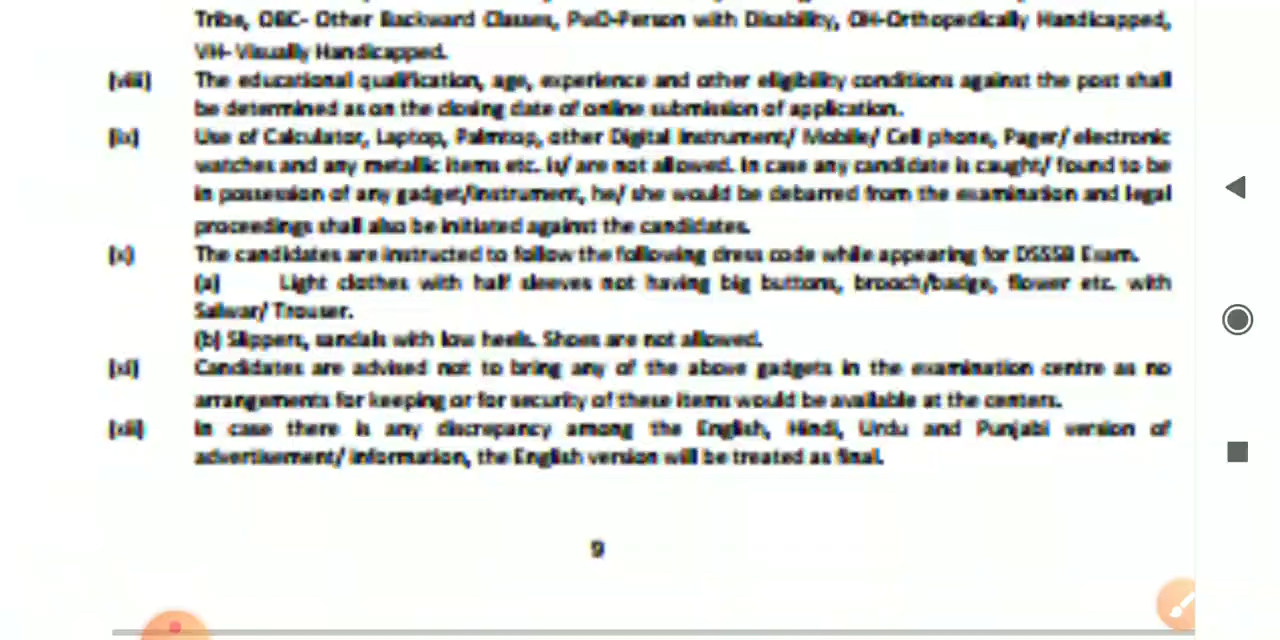 Tribe, OBC- Other Backward Classes, PwD-Person with Disability, OH-Orthopedically Handicapped,
VH- Visually Handicapped.
(viii) The educational qualification, age, experience and other eligibility conditions against the post shall
be determined as on the closing date of online submission of application.
(ix) Use of Calculator, Laptop, Palmtop, other Digital Instrument/ Mobile/ Cell phone, Pager/ electronic
watches and any metallic items etc. is/ are not allowed. In case any candidate is caught/ found to be
in possession of any gadget/instrument, he/ she would be debarred from the examination and legal
proceedings shall also be initiated against the candidates.
(x) The candidates are instructed to follow the following dress code while appearing for DSSSB Exam.
(a) Light clothes with half sleeves not having big buttons, brooch/badge, flower etc. with
Salwar/ Trouser.
(b) Slippers, sandals with low heels. Shoes are not allowed.
(xi) Candidates are advised not to bring any of the above gadgets in the examination centre as no
arrangements for keeping or for security of these items would be available at the centers.
(xii) In case there is any discrepancy among the English, Hindi, Urdu and Punjabi version of
advertisement/ information, the English version will be treated as final.
9